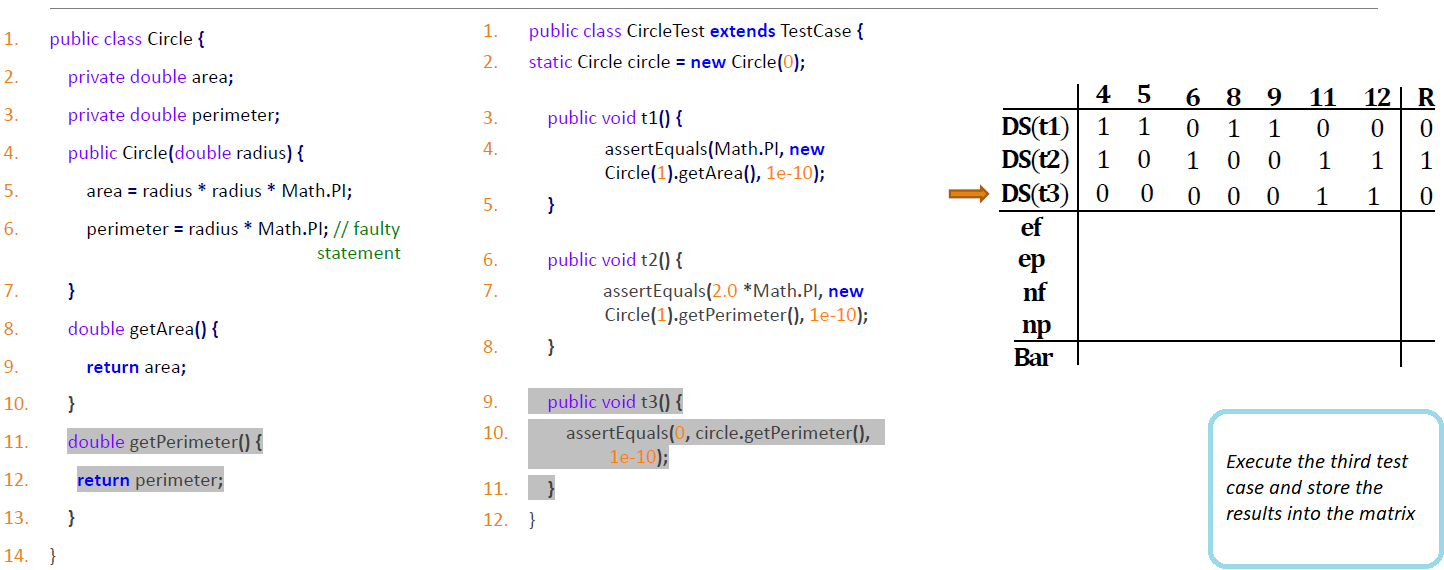 1. public class Circle {
2. private double area;
3. private double perimeter;
4. public Circle(double radius) {
5. area = radius * radius * Math.PI;
6. perimeter = radius * Math.PI; // faulty
statement
7. }
8. double getArea() {
9. return area;
10. }
11. double getPerimeter() {
12. return perimeter;
13. }
14. }
1. public class CircleTest extends TestCase {
2. static Circle circle = new Circle(0);
3. public void t1() {
4. assertEquals(Math.PI, new
Circle(1).getArea(), 1e-10);
5. }
6. public void t2() {
7. assertEquals(2.0 *Math.PI, new
Circle(1).getPerimeter(), 1e-10);
8. }
9. public void t3() {
10. assertEquals(0, circle.getPerimeter(),
1e-10);
11. }
12. }
4 5 6 8 9 11 12 R
DS(t1) 1 1 0 1 1 0 0 0
DS(t2) 1 0 1 0 0 1 1 1
DS(t3) 0 0 0 0 0 1 1 0
ef
ep
nf
np
Bar
Execute the third test
case and store the
results into the matrix